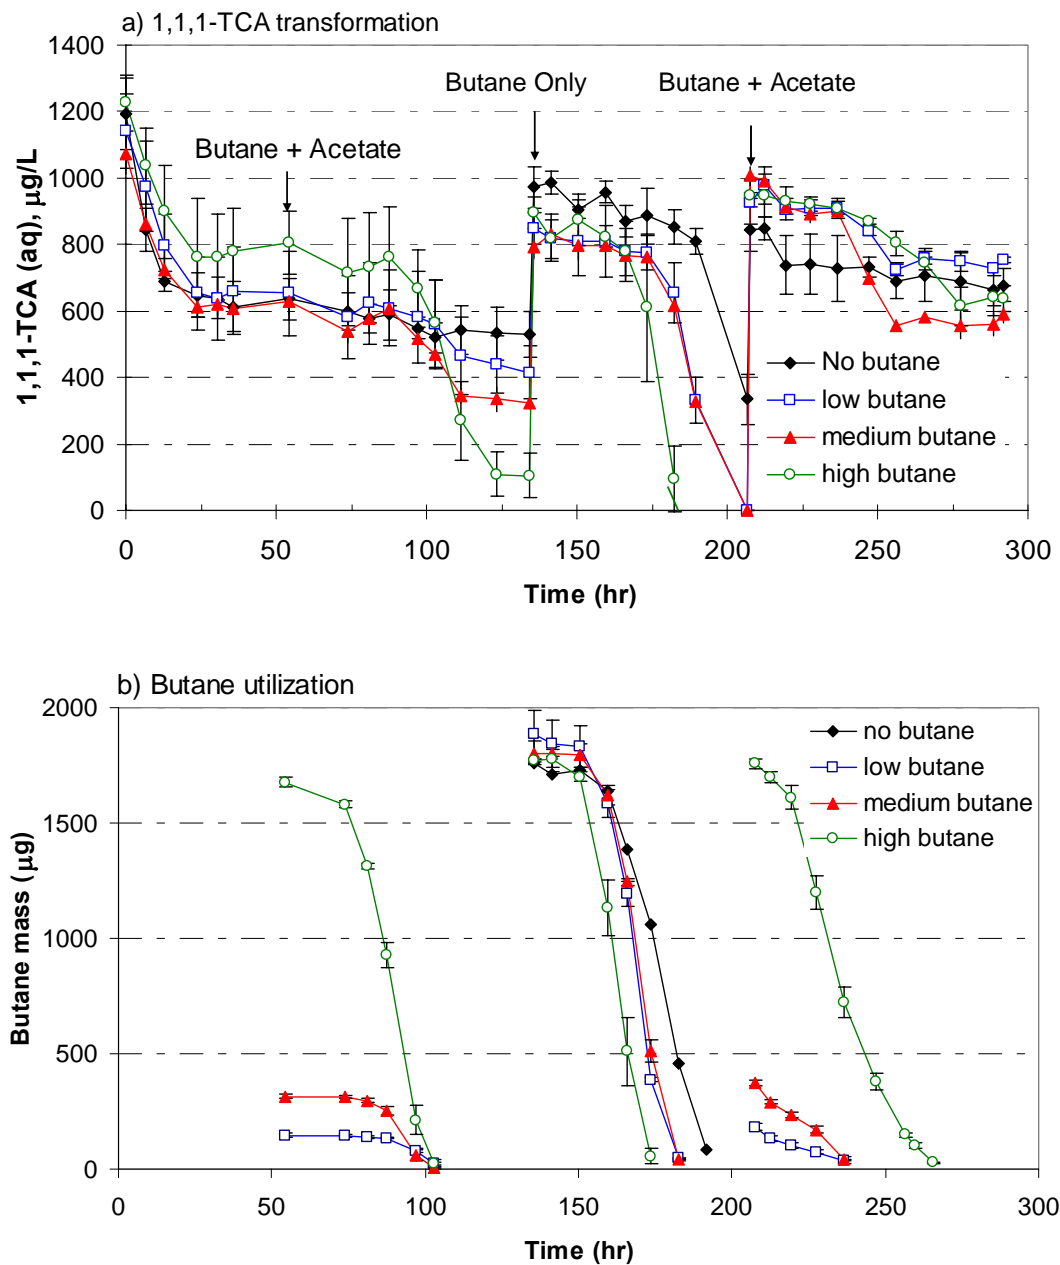 a) 1,1,1-TCA transformation
1400
1200
1000
800
600
400
200
0
1,1,1-TCA (aq), μg/L
Butane + Acetate
Butane Only
Butane + Acetate
No butane
low butane
medium butane
high butane
0 50 100 150 200 250 300
Time (hr)
b) Butane utilization
2000
1500
1000
500
0
Butane mass (μg)
no butane
low butane
medium butane
high butane
0 50 100 150 200 250 300
Time (hr)